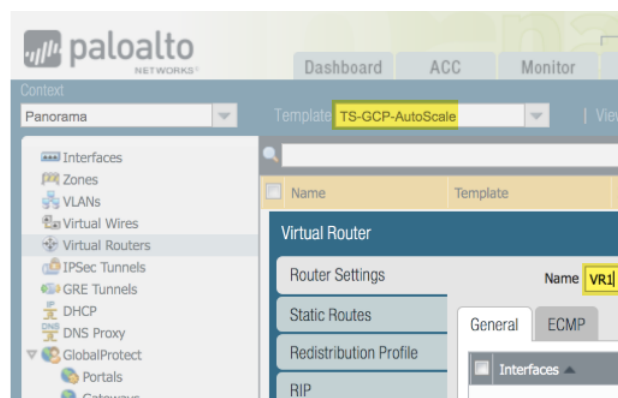 paloalto
NETWORKS®
Dashboard ACC Monitor
Context
Panorama Template TS-GCP-AutoScale
Interfaces
Zones
VLANs
Virtual Wires
Virtual Routers
IPSec Tunnels
GRE Tunnels
DHCP
DNS Proxy
GlobalProtect
Portals
Gateways
Name Template
Virtual Router
Router Settings
Static Routes
Redistribution Profile
RIP
Name VR1
General ECMP
Interfaces